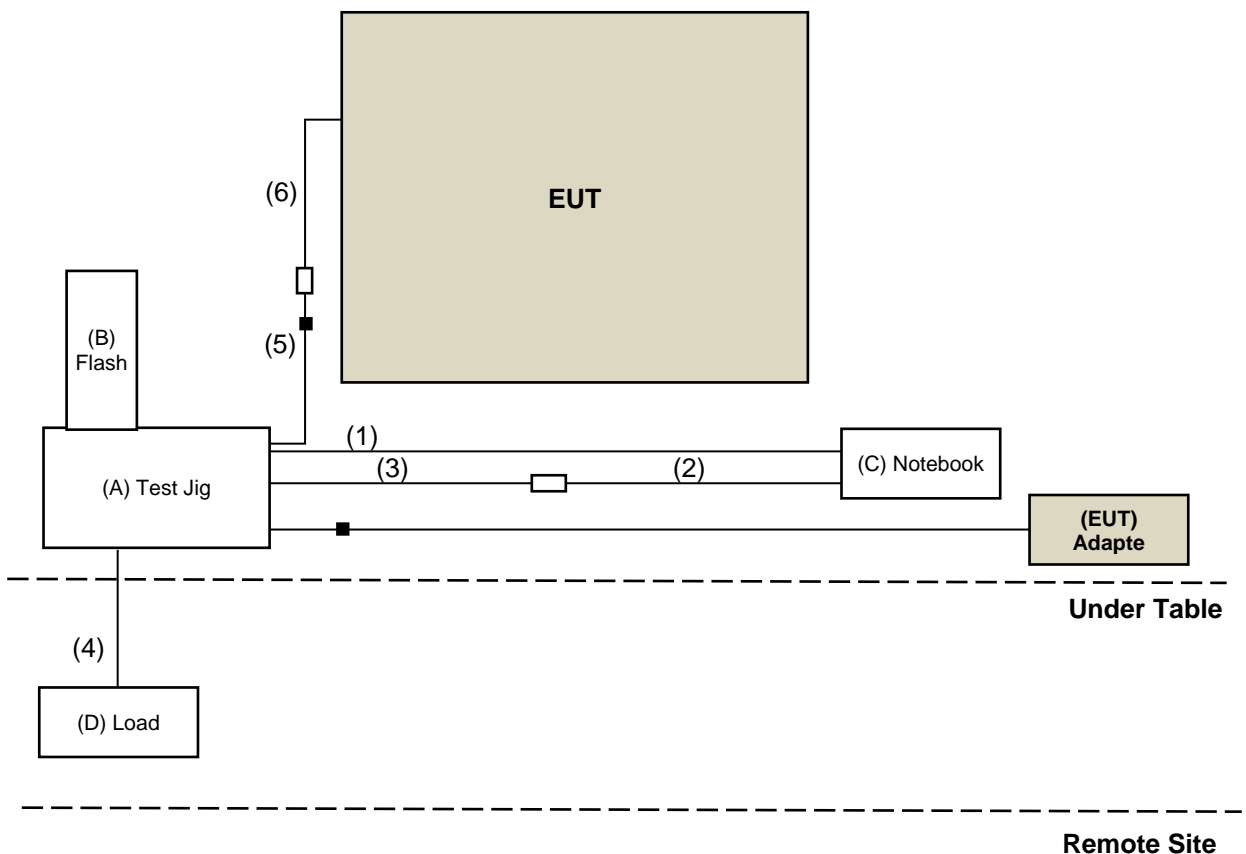 EUT
(6)
(B)
Flash
(5)
(1)
(3)
(2)
(A) Test Jig
(C) Notebook
(EUT)
Adapte
Under Table
(4)
(D) Load
Remote Site